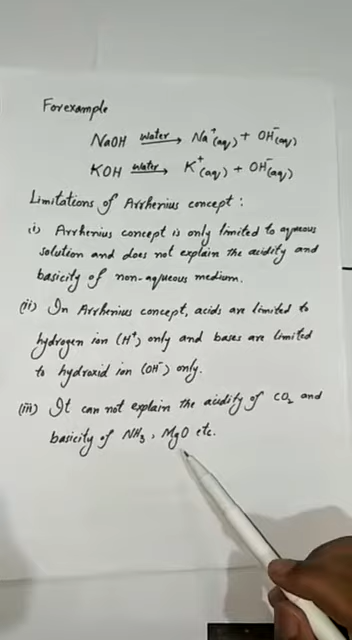 Forexample
NaOH water→ Na⁺(aq) + OH⁻(aq)
KOH water→ K⁺(aq) + OH⁻(aq)
Limitations of Arrhenius concept :
(i) Arrhenius concept is only limited to aqueous
solution and does not explain the acidity and
basicity of non-aqueous medium.
(ii) In Arrhenius concept, acids are limited to
hydrogen ion (H⁺) only and bases are limited
to hydroxid ion (OH⁻) only.
(iii) It can not explain the acidity of CO₂ and
basicity of NH₃, MgO etc.